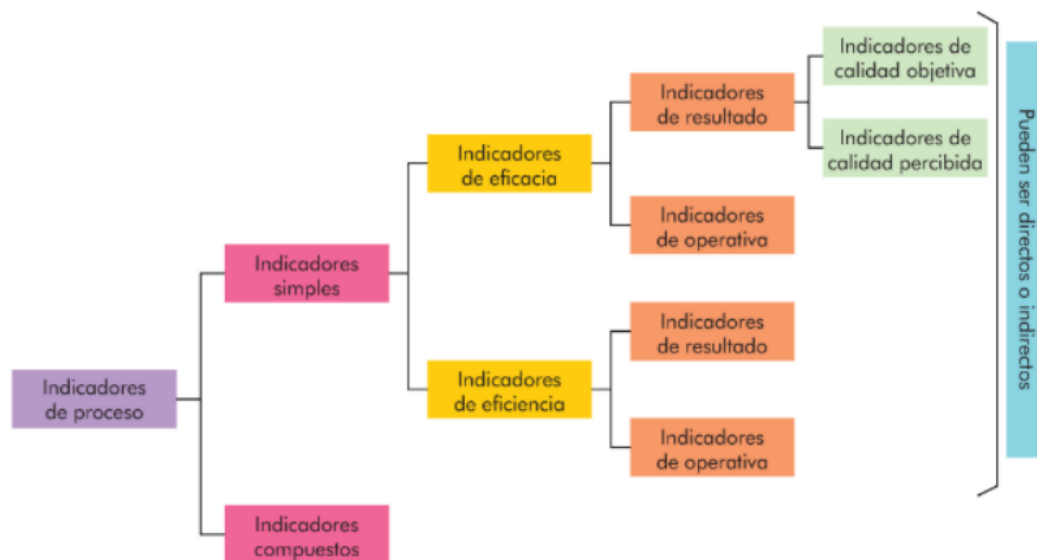 Indicadores de
calidad objetiva
Indicadores
de resultado
Indicadores de
calidad percibida
Indicadores
de eficacia
Indicadores
de operativa
Indicadores
simples
Indicadores
de resultado
Indicadores
de proceso
Indicadores
de eficiencia
Indicadores
de operativa
Indicadores
compuestos
Pueden ser directos o indirectos